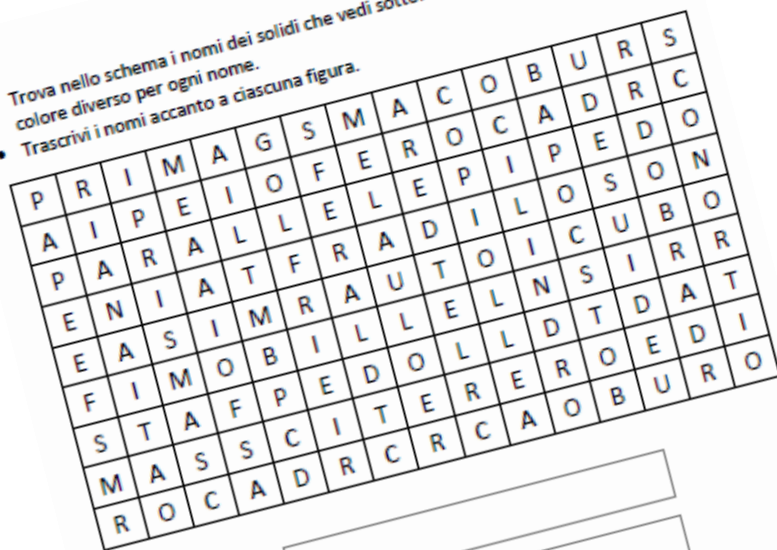 Trova nello schema i nomi dei solidi che vedi sotto
colore diverso per ogni nome.
• Trascrivi i nomi accanto a ciascuna figura.
P R I M A G S M A C O B U R S
A I P E I O F E R O C A D R C
P A R A L L E L E P I P E D O
E N I A T F R A D I L O S O N
E A S I M R A U T O I C U B O
F I M O B I L L E L N S I R R
S T A F P E D O L L D T D A T
M A S S C I T E R E R O E D I
R O C A D R C R C A O B U R O